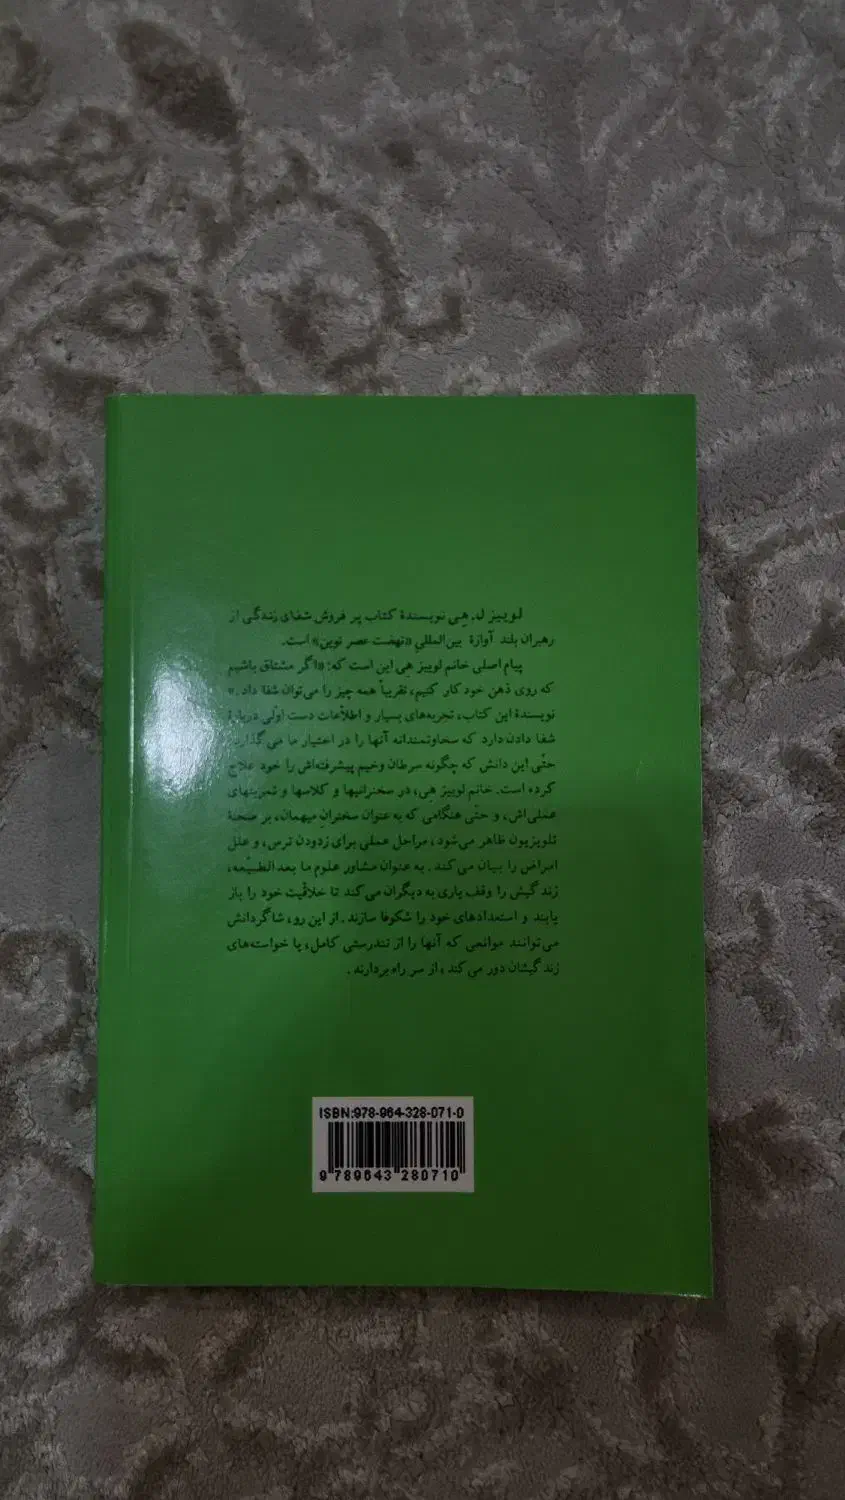 لوییز ل. هِی نویسندهٔ کتاب پر فروش شفای زندگی از
رهبران بلند آوازهٔ بین‌المللیِ «نهضت عصر نوین» است.
پیام اصلی خانم لوییز هِی این است که: «اگر مشتاق باشیم
که روی ذهن خود کار کنیم، تقریباً همه چیز را می‌توان شفا داد.»
نویسندهٔ این کتاب، تجربه‌های بسیار و اطلاعات دست اوّلی دربارهٔ
شفا دادن دارد که سخاوتمندانه آنها را در اختیار ما می‌گذارد.
حتّی این دانش که چگونه سرطان وخیم پیشرفته‌اش را خود علاج
کرده است. خانم لوییز هِی، در سخنرانیها و کلاسها و تمرینهای
عملی‌اش، و حتّی هنگامی که به عنوان سخنرانِ میهمان، بر صحنهٔ
تلویزیون ظاهر می‌شود، مراحل عملی برای زدودن ترس، و علل
امراض را بیان می‌کند. به عنوان مشاور علوم ما بعد الطبیّعه،
زندگیش را وقف یاری به دیگران می‌کند تا خلاقیّت خود را باز
یابند و استعدادهای خود را شکوفا سازند. از این رو، شاگردانش
می‌توانند موانعی که آنها را از تندرستی کامل، یا خواسته‌های
زندگیشان دور می‌کند، از سر راه بردارند.
ISBN:978-964-328-071-0
9 789643 280710